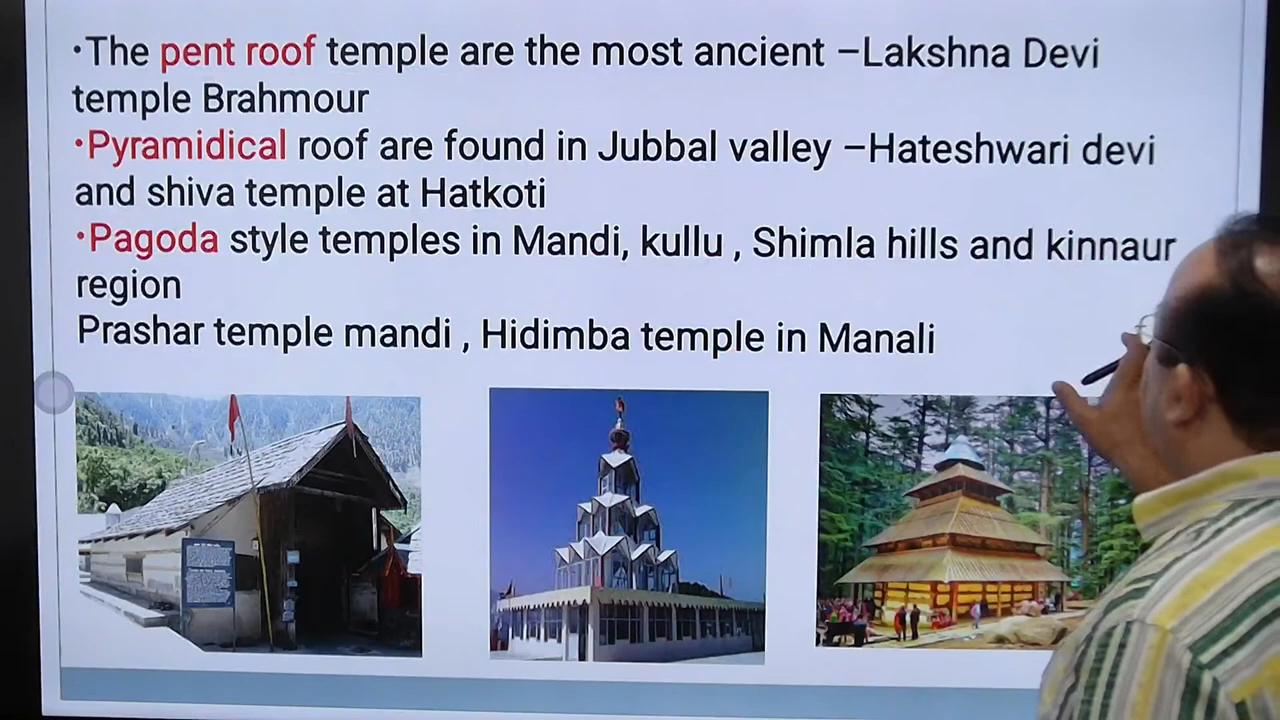 •The pent roof temple are the most ancient –Lakshna Devi
temple Brahmour
•Pyramidical roof are found in Jubbal valley –Hateshwari devi
and shiva temple at Hatkoti
•Pagoda style temples in Mandi, kullu , Shimla hills and kinnaur
region
Prashar temple mandi , Hidimba temple in Manali